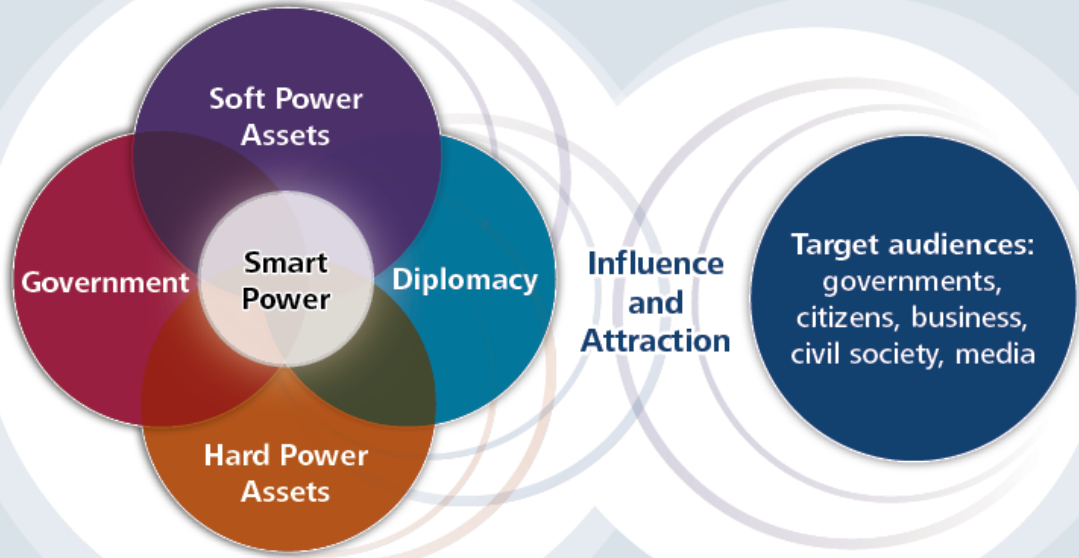 Soft Power
Assets
Government
Smart
Power
Diplomacy
Hard Power
Assets
Influence
and
Attraction
Target audiences:
governments,
citizens, business,
civil society, media